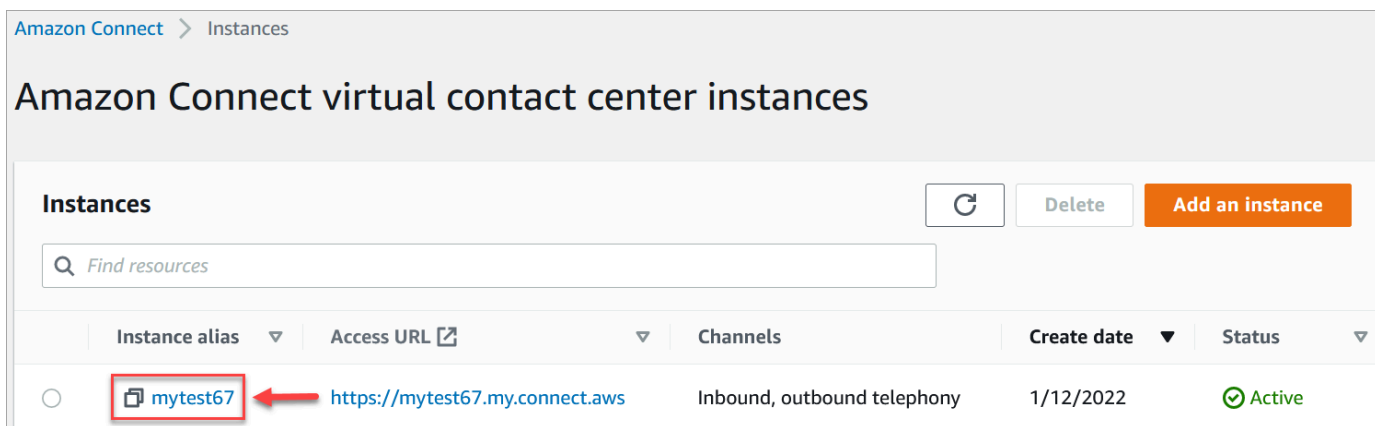 Amazon Connect > Instances
Amazon Connect virtual contact center instances
Instances Delete Add an instance
Find resources
Instance alias Access URL Channels Create date Status
mytest67 https://mytest67.my.connect.aws Inbound, outbound telephony 1/12/2022 Active